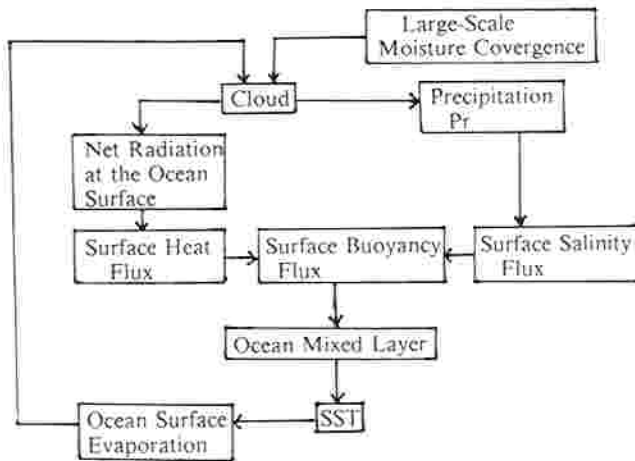 Large-Scale
Moisture Covergence
Cloud
Precipitation
Pr
Net Radiation
at the Ocean
Surface
Surface Heat
Flux
Surface Buoyancy
Flux
Surface Salinity
Flux
Ocean Mixed Layer
SST
Ocean Surface
Evaporation